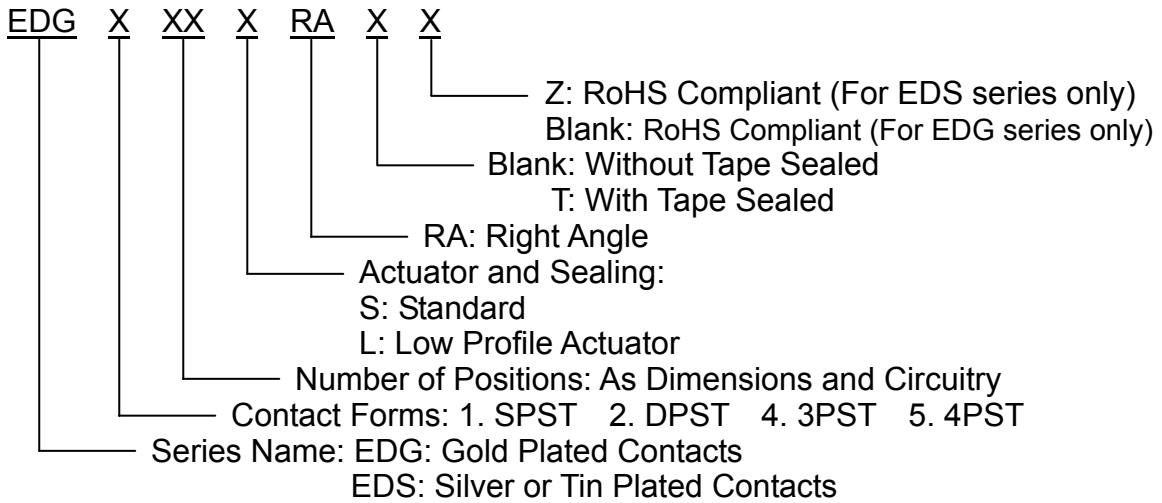 EDG X XX X RA X X
Z: RoHS Compliant (For EDS series only)
Blank: RoHS Compliant (For EDG series only)
Blank: Without Tape Sealed
T: With Tape Sealed
RA: Right Angle
Actuator and Sealing:
S: Standard
L: Low Profile Actuator
Number of Positions: As Dimensions and Circuitry
Contact Forms: 1. SPST 2. DPST 4. 3PST 5. 4PST
Series Name: EDG: Gold Plated Contacts
EDS: Silver or Tin Plated Contacts